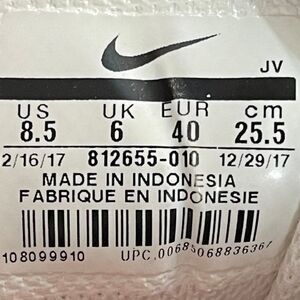 JV
US UK EUR cm
8.5 6 40 25.5
2/16/17 812655-010 12/29/17
MADE IN INDONESIA
FABRIQUE EN INDONESIE
108099910